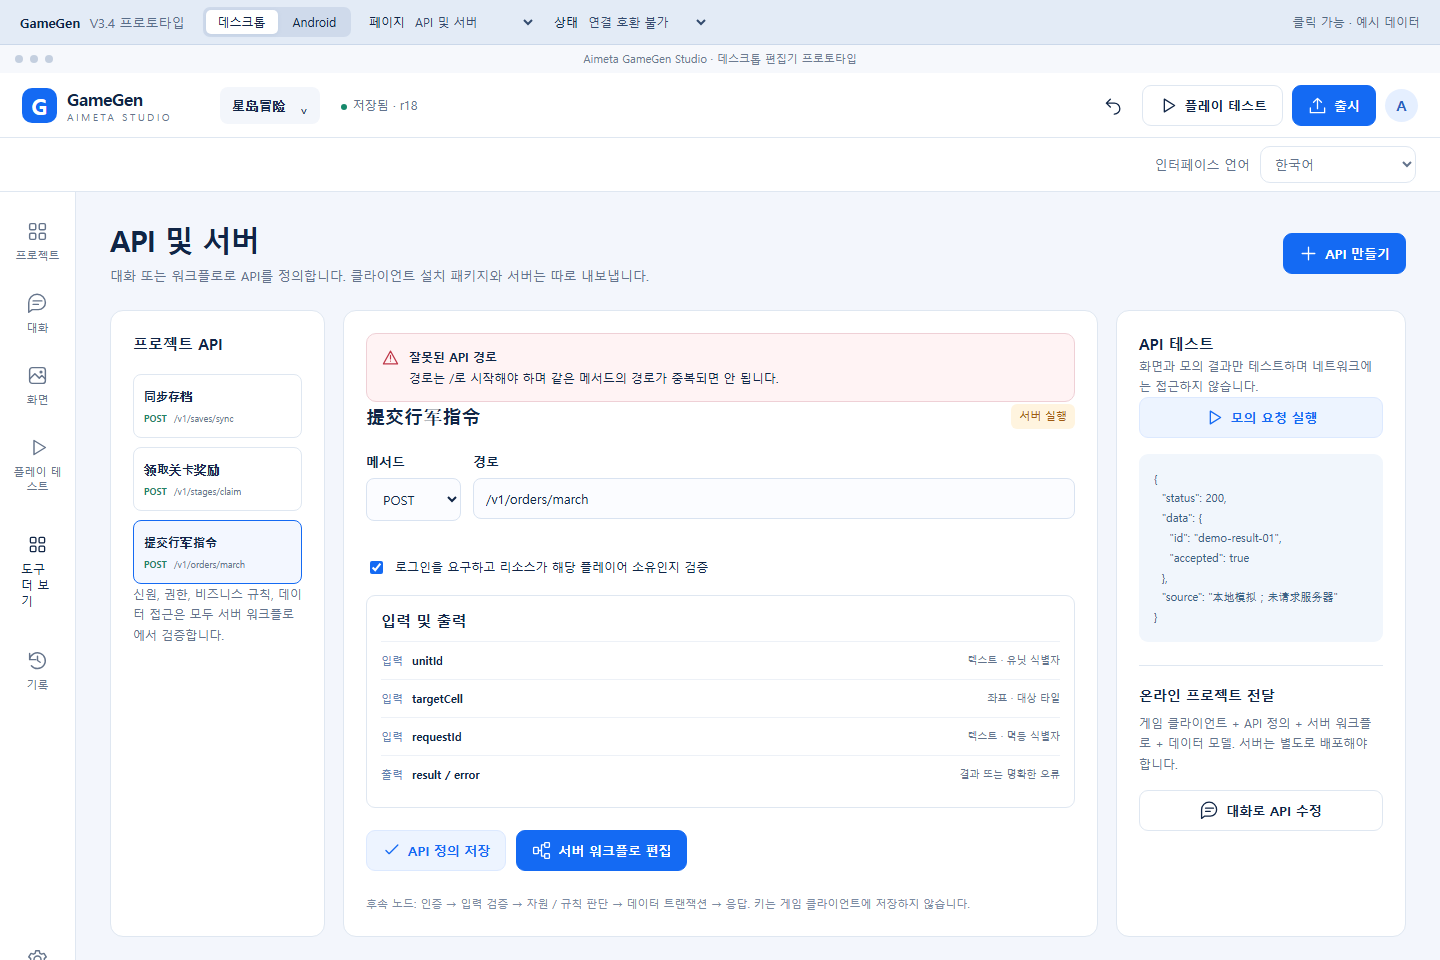 GameGen V3.4 프로토타입 데스크톱 Android 페이지 API 및 서버 상태 연결 호환 불가 클릭 가능 · 예시 데이터
Aimeta GameGen Studio · 데스크톱 편집기 프로토타입
G GameGen
AIMETA STUDIO
星岛冒险
저장됨 · r18
플레이 테스트
출시
A
인터페이스 언어 한국어
프로젝트
대화
화면
플레이 테
스트
도구
더 보
기
기록
API 및 서버
대화 또는 워크플로로 API를 정의합니다. 클라이언트 설치 패키지와 서버는 따로 내보냅니다.
API 만들기
프로젝트 API
同步存档
POST /v1/saves/sync
领取关卡奖励
POST /v1/stages/claim
提交行军指令
POST /v1/orders/march
신원, 권한, 비즈니스 규칙, 데이
터 접근은 모두 서버 워크플로
에서 검증합니다.
잘못된 API 경로
경로는 /로 시작해야 하며 같은 메서드의 경로가 중복되면 안 됩니다.
提交行军指令
서버 실행
메서드 경로
POST /v1/orders/march
로그인을 요구하고 리소스가 해당 플레이어 소유인지 검증
입력 및 출력
입력 unitId 텍스트 · 유닛 식별자
입력 targetCell 좌표 · 대상 타일
입력 requestId 텍스트 · 멱등 식별자
출력 result / error 결과 또는 명확한 오류
API 정의 저장
서버 워크플로 편집
후속 노드: 인증 → 입력 검증 → 자원 / 규칙 판단 → 데이터 트랜잭션 → 응답. 키는 게임 클라이언트에 저장하지 않습니다.
API 테스트
화면과 모의 결과만 테스트하며 네트워크에
는 접근하지 않습니다.
모의 요청 실행
{
"status": 200,
"data": {
"id": "demo-result-01",
"accepted": true
},
"source": "本地模拟；未请求服务器"
}
온라인 프로젝트 전달
게임 클라이언트 + API 정의 + 서버 워크플
로 + 데이터 모델. 서버는 별도로 배포해야
합니다.
대화로 API 수정